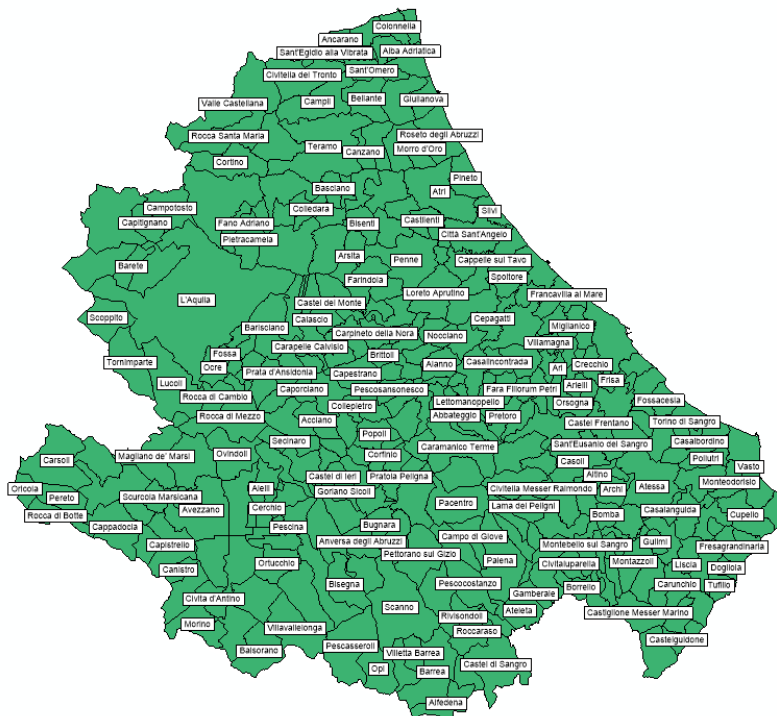 Colonnella
Ancarano
Sant'Egidio alla Vibrata
Alba Adriatica
Civitella del Tronto
Sant'Omero
Valle Castellana
Campli
Bellante
Giulianova
Rocca Santa Maria
Roseto degli Abruzzi
Teramo
Canzano
Morro d'Oro
Cortino
Pineto
Basciano
Atri
Campotosto
Colledara
Silvi
Capitignano
Fano Adriano
Bisenti
Castilenti
Pietracamela
Città Sant'Angelo
Arsita
Penne
Cappelle sul Tavo
Barete
Farindola
Spoltore
L'Aquila
Castel del Monte
Loreto Aprutino
Francavilla al Mare
Scoppito
Calascio
Cepagatti
Miglianico
Barisciano
Carpineto della Nora
Nocciano
Villamagna
Carapelle Calvisio
Fossa
Brittoli
Tornimparte
Ocre
Alanno
Casalincontrada
Crecchio
Ari
Prata d'Ansidonia
Capestrano
Frisa
Lucoli
Caporciano
Pescosansonesco
Fara Filiorum Petri
Arielli
Rocca di Cambio
Lettomanoppello
Orsogna
Fossacesia
Rocca di Mezzo
Collepietro
Abbateggio
Pretoro
Acciano
Castel Frentano
Torino di Sangro
Secinaro
Popoli
Caramanico Terme
Sant'Eusanio del Sangro
Casalbordino
Carsoli
Magliano de' Marsi
Ovindoli
Corfinio
Casoli
Pollutri
Vasto
Castel di Ieri
Pratola Peligna
Altino
Monteodorisio
Oricola
Pereto
Scurcola Marsicana
Aielli
Goriano Sicoli
Civitella Messer Raimondo
Archi
Atessa
Rocca di Botte
Avezzano
Cerchio
Pacentro
Lama dei Peligni
Bomba
Casalanguida
Cupello
Cappadocia
Pescina
Bugnara
Capistrello
Anversa degli Abruzzi
Campo di Giove
Montebello sul Sangro
Gulimi
Fresagrandinaria
Pettorano sul Gizio
Palena
Civitaluparella
Montazzoli
Liscia
Dogliola
Canistro
Ortucchio
Bisegna
Pescocostanzo
Gamberale
Borrello
Carunchio
Tufillo
Civita d'Antino
Scanno
Ateleta
Castiglione Messer Marino
Morino
Villavallelonga
Rivisondoli
Roccaraso
Castelguidone
Balsorano
Pescasseroli
Villetta Barrea
Opi
Barrea
Castel di Sangro
Alfedena